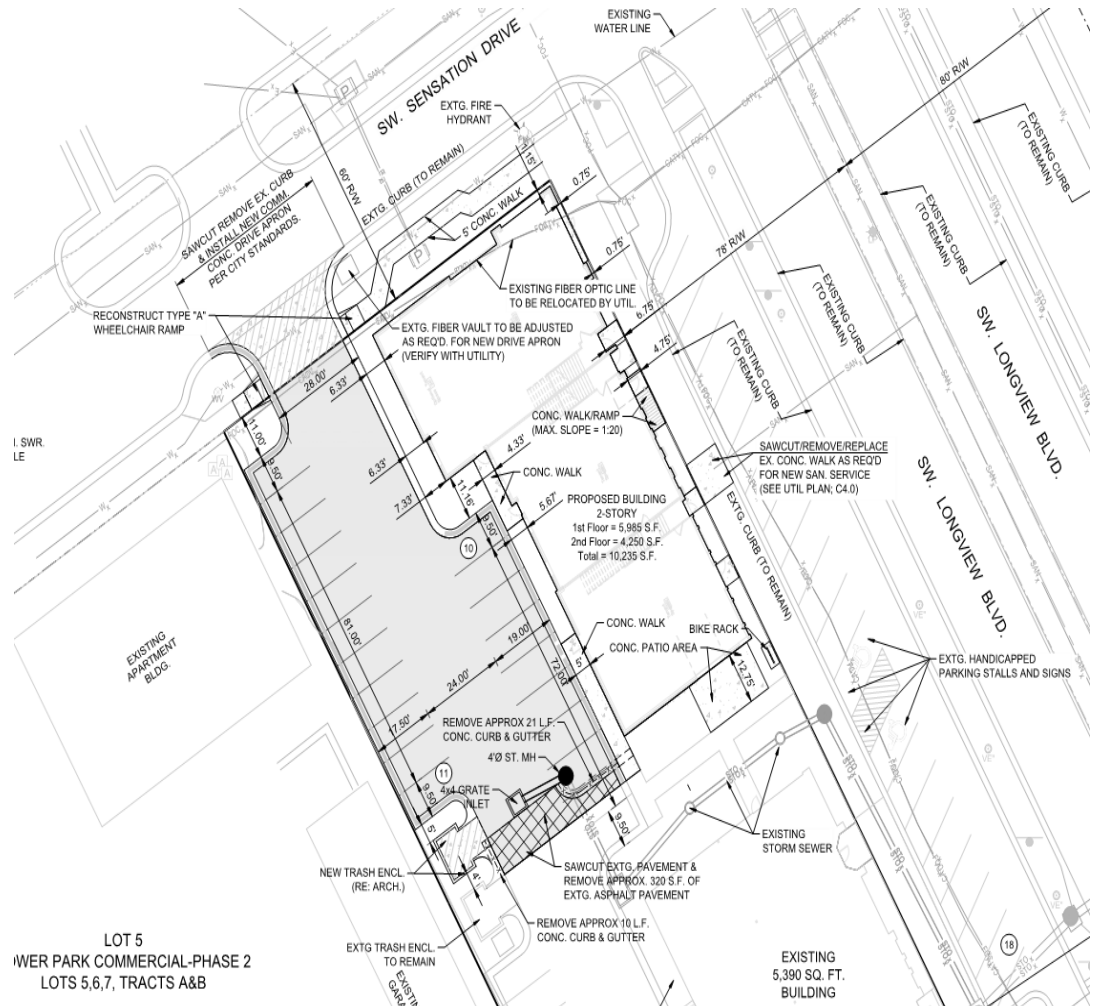 EXISTING
WATER LINE
SW. SENSATION DRIVE
80' R/W
EXTG. FIRE
HYDRANT
EXISTING CURB
(TO REMAIN)
60' R/W
EXTG. CURB (TO REMAIN)
5' CONC. WALK
0.75'
SAWCUT REMOVE EX. CURB
& INSTALL NEW COMM.
CONC. DRIVE APRON
PER CITY STANDARDS.
78' R/W
EXISTING CURB
(TO REMAIN)
0.75'
EXISTING CURB
(TO REMAIN)
RECONSTRUCT TYPE "A"
WHEELCHAIR RAMP
EXISTING FIBER OPTIC LINE
TO BE RELOCATED BY UTIL.
EXTG. FIBER VAULT TO BE ADJUSTED
AS REQ'D. FOR NEW DRIVE APRON
(VERIFY WITH UTILITY)
6.75'
4.75'
EXISTING CURB
(TO REMAIN)
EXISTING CURB
(TO REMAIN)
SW. LONGVIEW BLVD.
28.00'
6.33'
CONC. WALK/RAMP
(MAX. SLOPE = 1:20)
11.00'
9.50'
4.33'
SAWCUT/REMOVE/REPLACE
EX. CONC. WALK AS REQ'D
FOR NEW SAN. SERVICE
(SEE UTIL PLAN; C4.0)
SW. LONGVIEW BLVD.
6.33'
7.33'
11.16'
CONC. WALK
5.67'
PROPOSED BUILDING
2-STORY
1st Floor = 5,985 S.F.
2nd Floor = 4,250 S.F.
Total = 10,235 S.F.
9.50'
10
EXTG. CURB (TO REMAIN)
EXISTING
APARTMENT
BLDG.
81.00'
19.00'
72.00'
24.00'
17.50'
CONC. WALK
5'
CONC. PATIO AREA
BIKE RACK
12.75'
EXTG. HANDICAPPED
PARKING STALLS AND SIGNS
REMOVE APPROX 21 L.F.
CONC. CURB & GUTTER
4'Ø ST. MH
11
4x4 GRATE
INLET
9.50'
5'
9.50'
EXISTING
STORM SEWER
NEW TRASH ENCL.
(RE: ARCH.)
4'
SAWCUT EXTG. PAVEMENT &
REMOVE APPROX. 320 S.F. OF
EXTG. ASPHALT PAVEMENT
REMOVE APPROX 10 L.F.
CONC. CURB & GUTTER
EXTG TRASH ENCL.
TO REMAIN
LOT 5
OWER PARK COMMERCIAL-PHASE 2
LOTS 5,6,7, TRACTS A&B
EXISTING
5,390 SQ. FT.
BUILDING
18